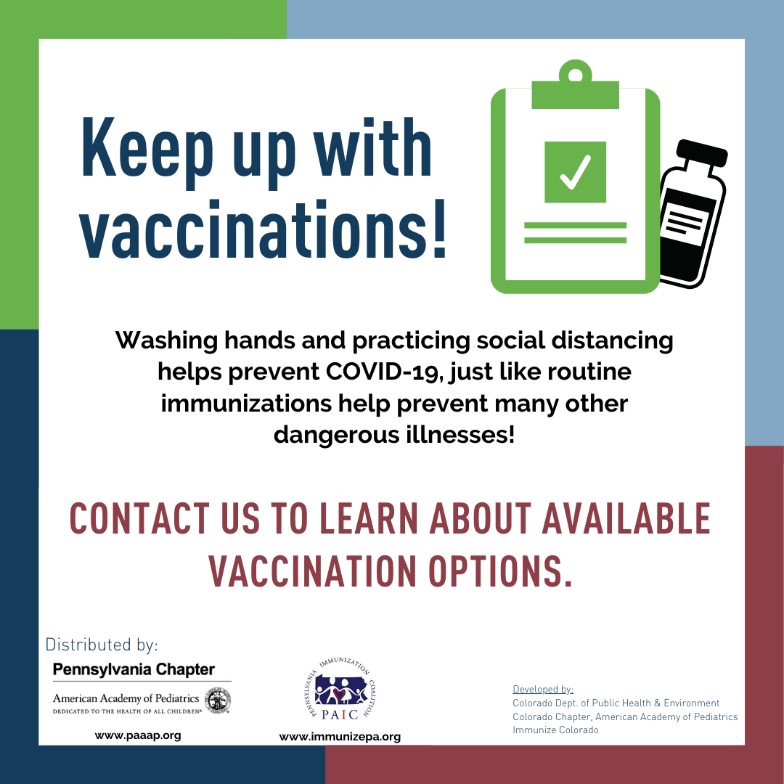 Keep up with
vaccinations!
Washing hands and practicing social distancing
helps prevent COVID-19, just like routine
immunizations help prevent many other
dangerous illnesses!
CONTACT US TO LEARN ABOUT AVAILABLE
VACCINATION OPTIONS.
Distributed by:
Pennsylvania Chapter
American Academy of Pediatrics
DEDICATED TO THE HEALTH OF ALL CHILDREN®
www.paaap.org
PENNSYLVANIA IMMUNIZATION COALITION
PAIC
www.immunizepa.org
Developed by:
Colorado Dept. of Public Health & Environment
Colorado Chapter, American Academy of Pediatrics
Immunize Colorado